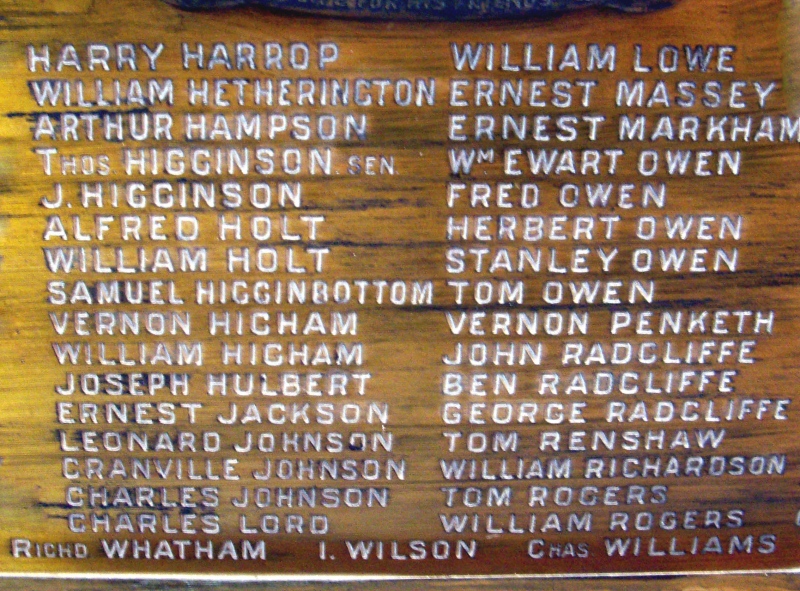 FOR HIS FRIENDS
HARRY HARROP
WILLIAM HETHERINGTON
ARTHUR HAMPSON
THOS HIGGINSON. SEN
J. HIGGINSON
ALFRED HOLT
WILLIAM HOLT
SAMUEL HIGGINBOTTOM
VERNON HIGHAM
WILLIAM HIGHAM
JOSEPH HULBERT
ERNEST JACKSON
LEONARD JOHNSON
GRANVILLE JOHNSON
CHARLES JOHNSON
CHARLES LORD
WILLIAM LOWE
ERNEST MASSEY
ERNEST MARKHAM
WM EWART OWEN
FRED OWEN
HERBERT OWEN
STANLEY OWEN
TOM OWEN
VERNON PENKETH
JOHN RADCLIFFE
BEN RADCLIFFE
GEORGE RADCLIFFE
TOM RENSHAW
WILLIAM RICHARDSON
TOM ROGERS
WILLIAM ROGERS
RICHD WHATHAM I. WILSON CHAS WILLIAMS